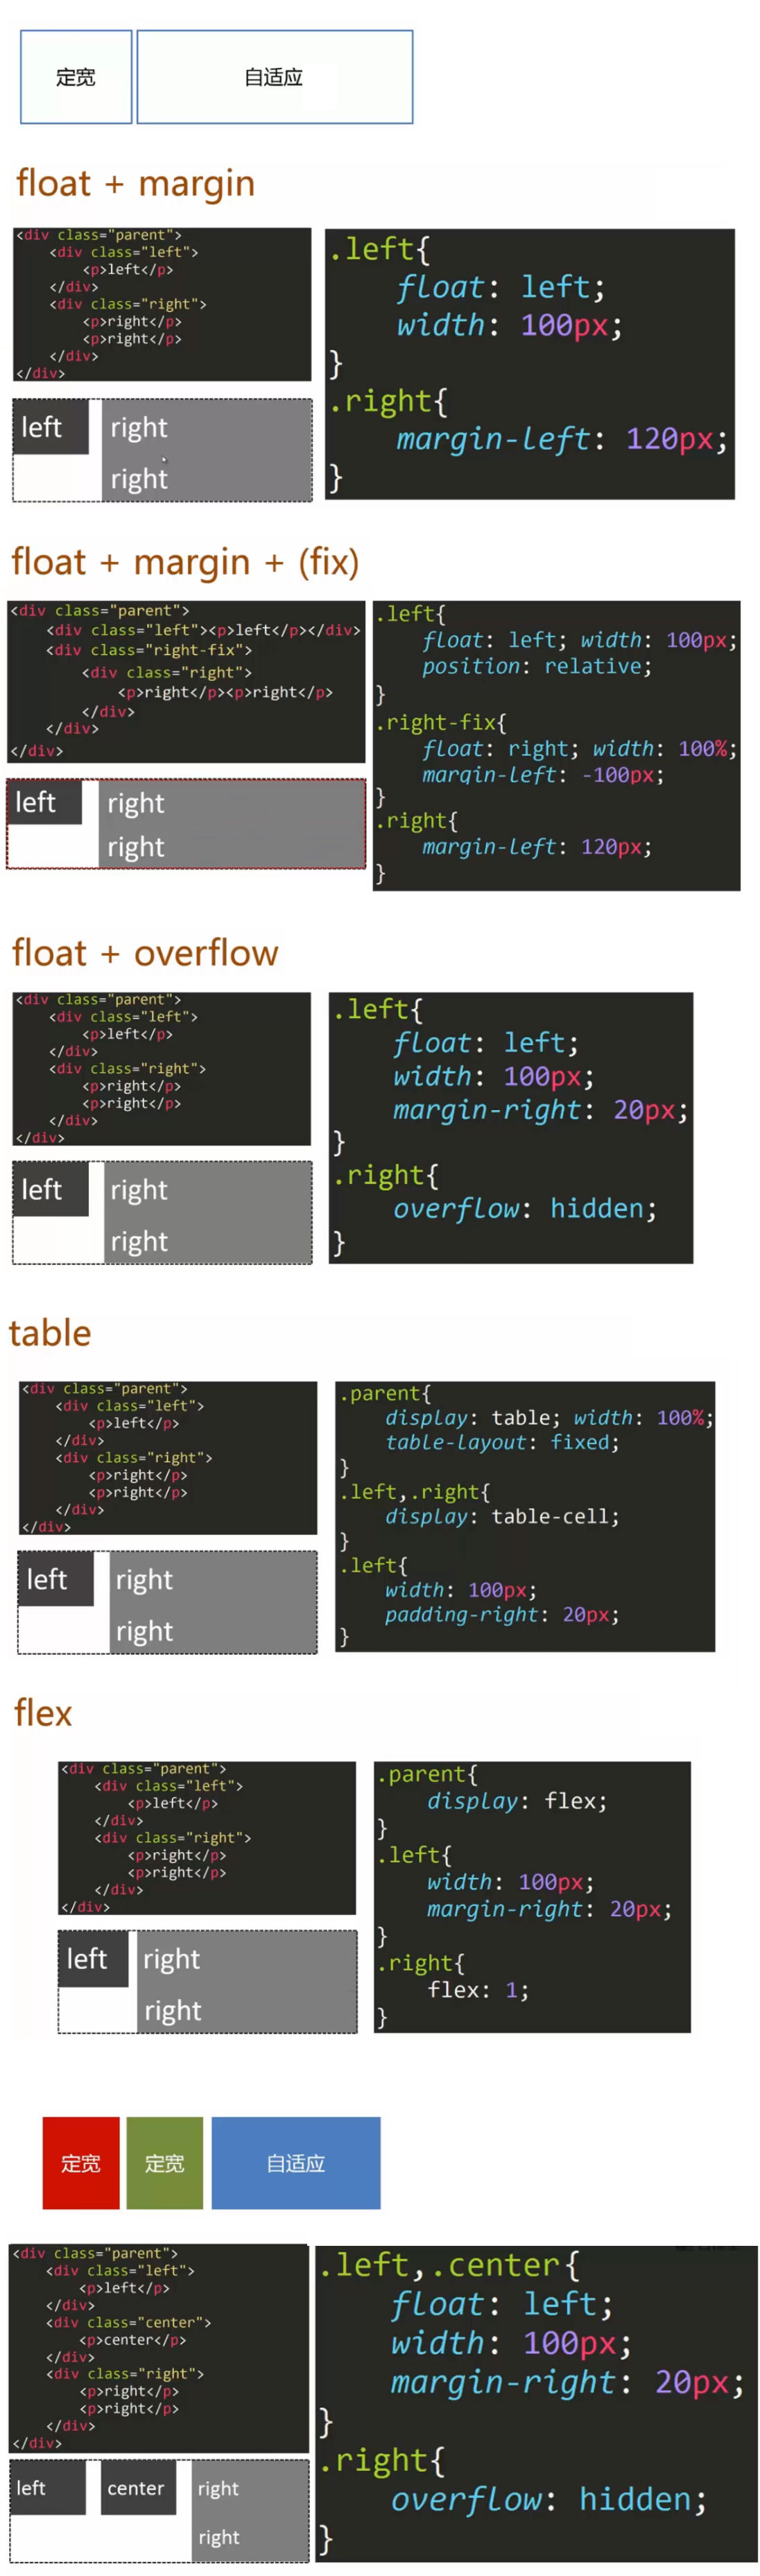 定宽
自适应
float + margin
<div class="parent">
<div class="left">
<p>left</p>
</div>
<div class="right">
<p>right</p>
<p>right</p>
</div>
</div>
left
right
right
.left{
float: left;
width: 100px;
}
.right{
margin-left: 120px;
}
float + margin + (fix)
<div class="parent">
<div class="left"><p>left</p></div>
<div class="right-fix">
<div class="right">
<p>right</p><p>right</p>
</div>
</div>
</div>
left
right
right
.left{
float: left; width: 100px;
position: relative;
}
.right-fix{
float: right; width: 100%;
margin-left: -100px;
}
.right{
margin-left: 120px;
}
float + overflow
<div class="parent">
<div class="left">
<p>left</p>
</div>
<div class="right">
<p>right</p>
<p>right</p>
</div>
</div>
left
right
right
.left{
float: left;
width: 100px;
margin-right: 20px;
}
.right{
overflow: hidden;
}
table
<div class="parent">
<div class="left">
<p>left</p>
</div>
<div class="right">
<p>right</p>
<p>right</p>
</div>
</div>
left
right
right
.parent{
display: table; width: 100%;
table-layout: fixed;
}
.left,.right{
display: table-cell;
}
.left{
width: 100px;
padding-right: 20px;
}
flex
<div class="parent">
<div class="left">
<p>left</p>
</div>
<div class="right">
<p>right</p>
<p>right</p>
</div>
</div>
left
right
right
.parent{
display: flex;
}
.left{
width: 100px;
margin-right: 20px;
}
.right{
flex: 1;
}
定宽
定宽
自适应
<div class="parent">
<div class="left">
<p>left</p>
</div>
<div class="center">
<p>center</p>
</div>
<div class="right">
<p>right</p>
<p>right</p>
</div>
</div>
left
center
right
right
.left,.center{
float: left;
width: 100px;
margin-right: 20px;
}
.right{
overflow: hidden;
}